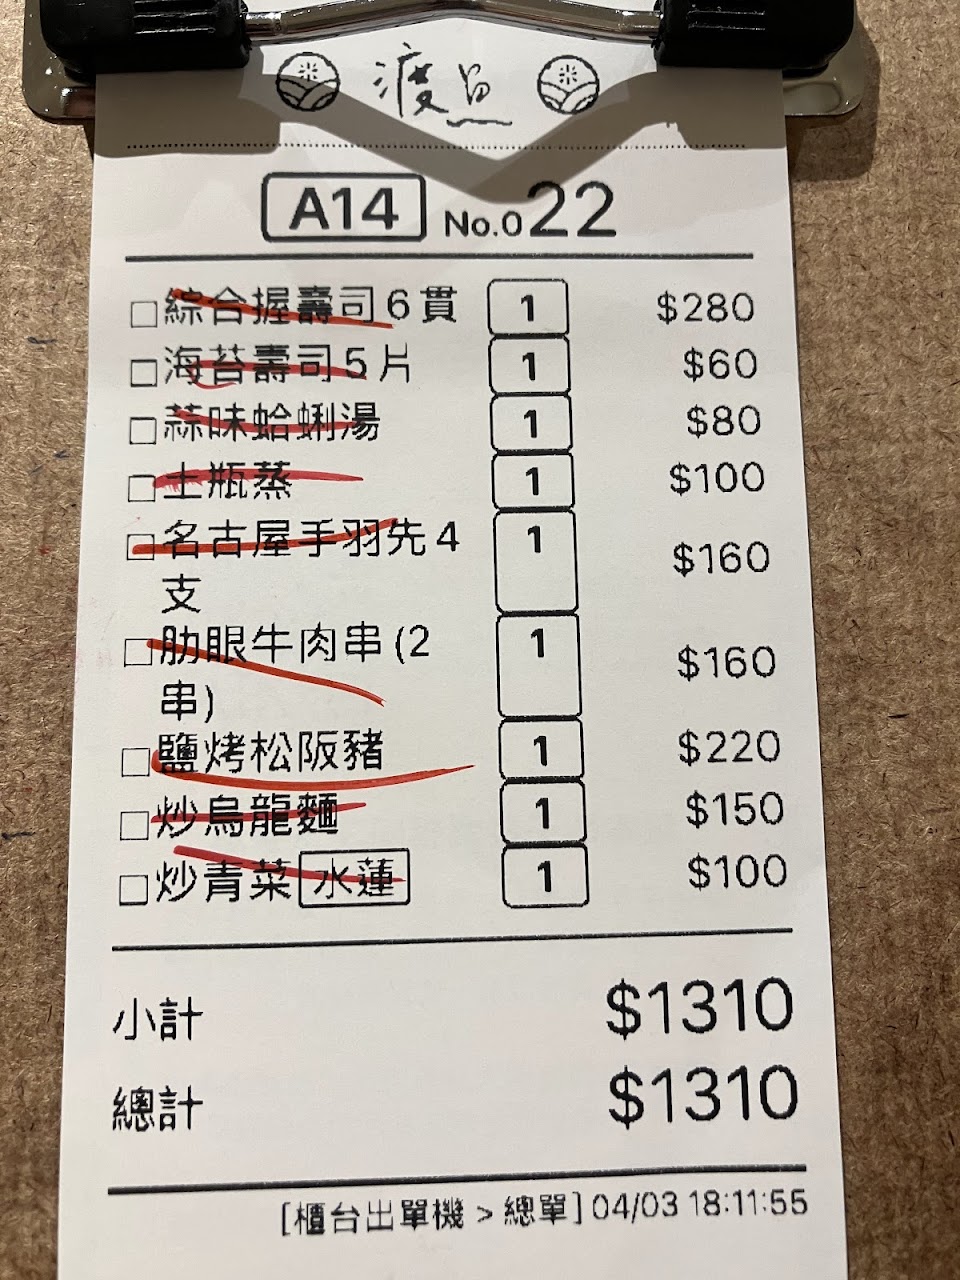 A14 No.022
□綜合握壽司6貫 1 $280
□海苔壽司5片 1 $60
□蒜味蛤蜊湯 1 $80
□土瓶蒸 1 $100
□名古屋手羽先4 1 $160
支
□肋眼牛肉串(2 1 $160
串)
□鹽烤松阪豬 1 $220
□炒烏龍麵 1 $150
□炒青菜 水蓮 1 $100
小計 $1310
總計 $1310
[櫃台出單機 > 總單] 04/03 18:11:55